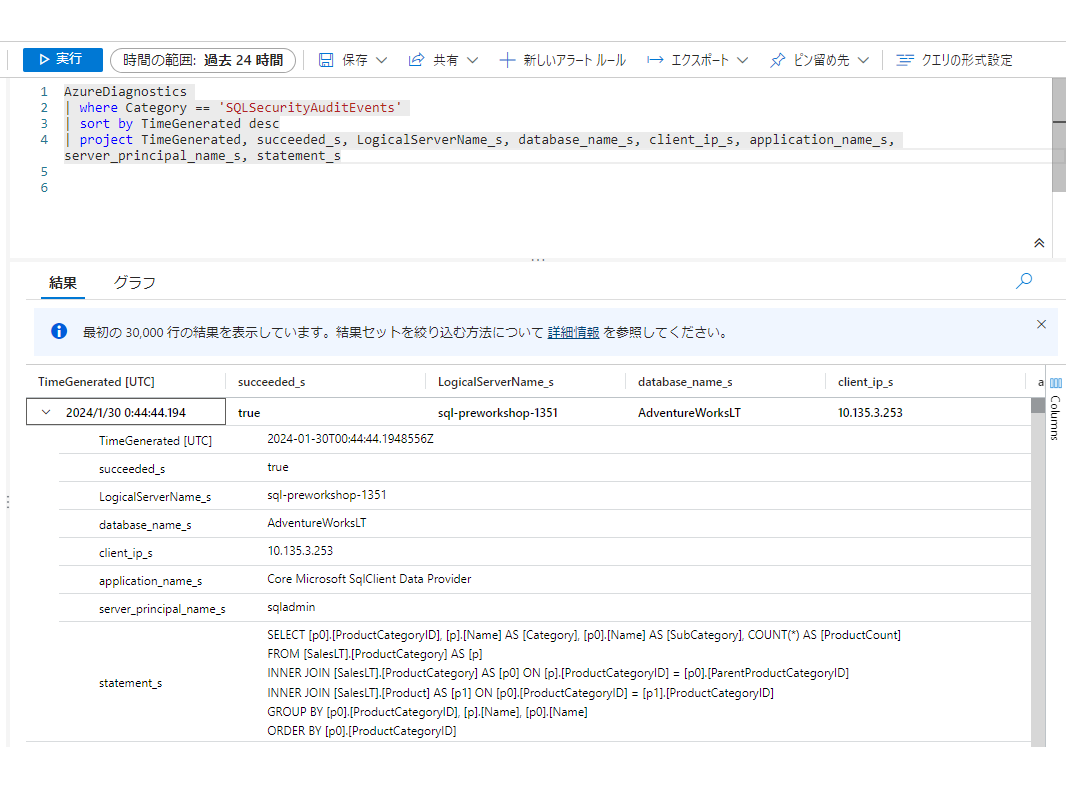 実行 時間の範囲: 過去 24 時間 保存 共有 新しいアラート ルール エクスポート ピン留め先 クエリの形式設定
1 AzureDiagnostics
2 | where Category == 'SQLSecurityAuditEvents'
3 | sort by TimeGenerated desc
4 | project TimeGenerated, succeeded_s, LogicalServerName_s, database_name_s, client_ip_s, application_name_s,
server_principal_name_s, statement_s
5
6
結果 グラフ
最初の 30,000 行の結果を表示しています。結果セットを絞り込む方法について 詳細情報 を参照してください。
TimeGenerated [UTC] succeeded_s LogicalServerName_s database_name_s client_ip_s a
Columns
2024/1/30 0:44:44.194 true sql-preworkshop-1351 AdventureWorksLT 10.135.3.253
TimeGenerated [UTC] 2024-01-30T00:44:44.1948556Z
succeeded_s true
LogicalServerName_s sql-preworkshop-1351
database_name_s AdventureWorksLT
client_ip_s 10.135.3.253
application_name_s Core Microsoft SqlClient Data Provider
server_principal_name_s sqladmin
statement_s
SELECT [p0].[ProductCategoryID], [p].[Name] AS [Category], [p0].[Name] AS [SubCategory], COUNT(*) AS [ProductCount]
FROM [SalesLT].[ProductCategory] AS [p]
INNER JOIN [SalesLT].[ProductCategory] AS [p0] ON [p].[ProductCategoryID] = [p0].[ParentProductCategoryID]
INNER JOIN [SalesLT].[Product] AS [p1] ON [p0].[ProductCategoryID] = [p1].[ProductCategoryID]
GROUP BY [p0].[ProductCategoryID], [p].[Name], [p0].[Name]
ORDER BY [p0].[ProductCategoryID]